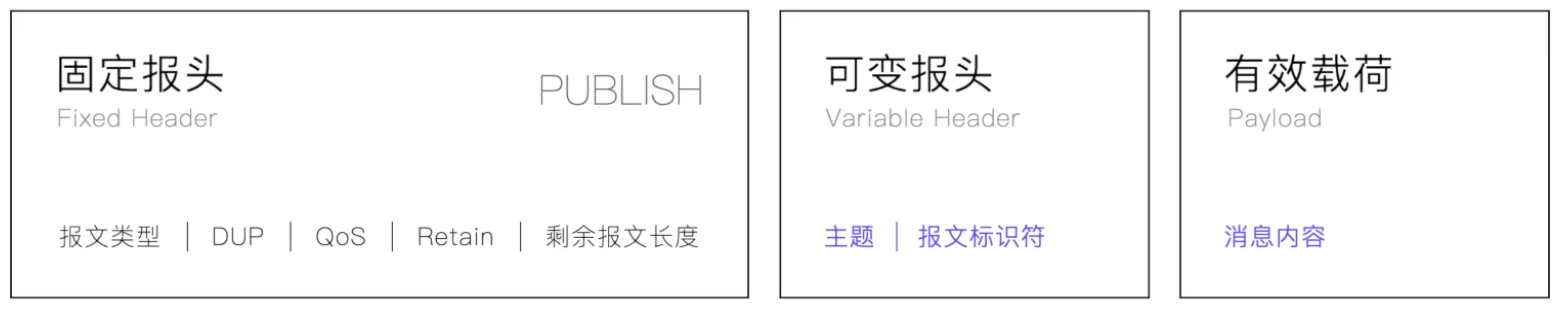 固定报头
Fixed Header
PUBLISH
报文类型 | DUP | QoS | Retain | 剩余报文长度
可变报头
Variable Header
主题 | 报文标识符
有效载荷
Payload
消息内容